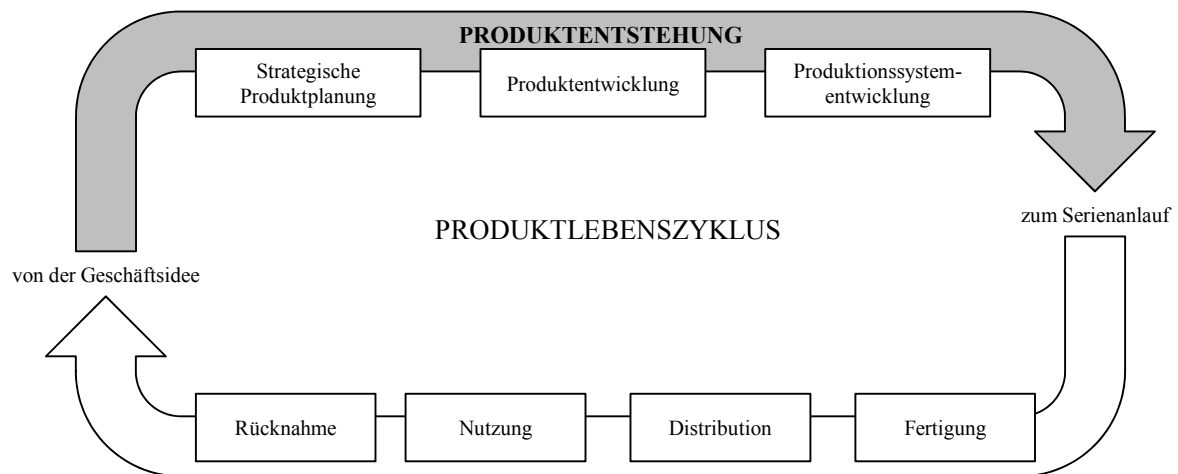 PRODUKTENTSTEHUNG
Strategische
Produktplanung
Produktentwicklung
Produktionssystem-
entwicklung
zum Serienanlauf
PRODUKTLEBENSZYKLUS
von der Geschäftsidee
Rücknahme
Nutzung
Distribution
Fertigung